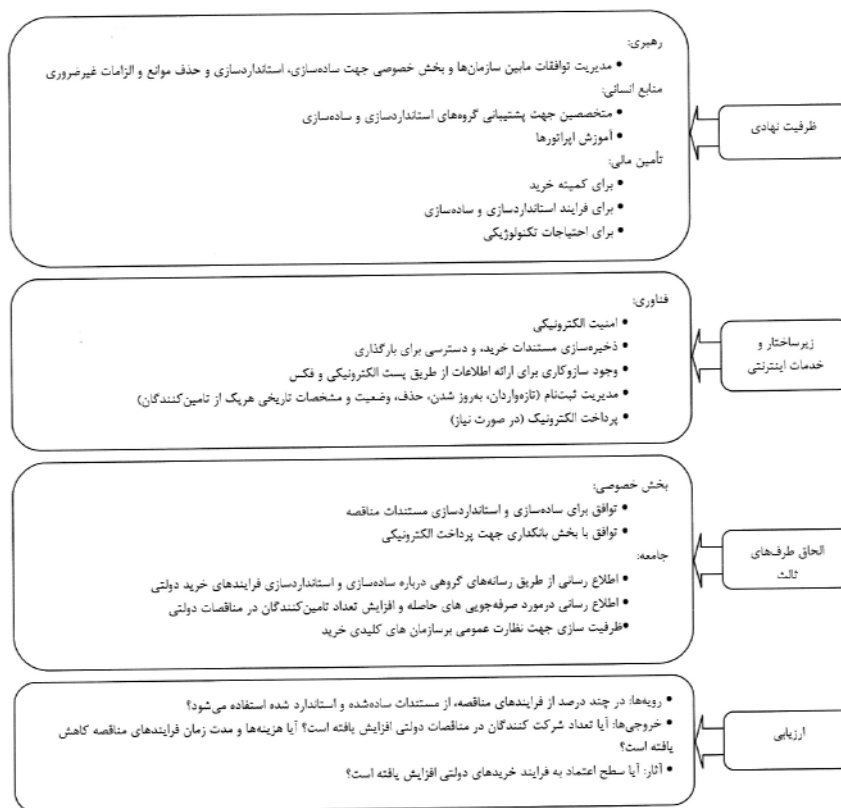 رهبری:
• مدیریت توافقات مابین سازمان‌ها و بخش خصوصی جهت ساده‌سازی، استانداردسازی و حذف موانع و الزامات غیرضروری
منابع انسانی:
• متخصصین جهت پشتیبانی گروه‌های استانداردسازی و ساده‌سازی
• آموزش اپراتورها
تأمین مالی:
• برای کمیته خرید
• برای فرایند استانداردسازی و ساده‌سازی
• برای احتیاجات تکنولوژیکی
ظرفیت نهادی
فناوری:
• امنیت الکترونیکی
• ذخیره‌سازی مستندات خرید، و دسترسی برای بارگذاری
• وجود سازوکاری برای ارائه اطلاعات از طریق پست الکترونیکی و فکس
• مدیریت ثبت‌نام (تازه‌واردان، به‌روز شدن، حذف، وضعیت و مشخصات تاریخی هریک از تامین‌کنندگان)
• پرداخت الکترونیک (در صورت نیاز)
زیرساختار و
خدمات اینترنتی
بخش خصوصی:
• توافق برای ساده‌سازی و استانداردسازی مستندات مناقصه
• توافق با بخش بانکداری جهت پرداخت الکترونیکی
جامعه:
• اطلاع رسانی از طریق رسانه‌های گروهی درباره ساده‌سازی و استانداردسازی فرایندهای خرید دولتی
• اطلاع رسانی درمورد صرفه‌جویی های حاصله و افزایش تعداد تامین‌کنندگان در مناقصات دولتی
•ظرفیت سازی جهت نظارت عمومی برسازمان های کلیدی خرید
الحاق طرف‌های
ثالث
• رویه‌ها: در چند درصد از فرایندهای مناقصه، از مستندات ساده‌شده و استاندارد شده استفاده می‌شود؟
• خروجی‌ها: آیا تعداد شرکت کنندگان در مناقصات دولتی افزایش یافته است؟ آیا هزینه‌ها و مدت زمان فرایندهای مناقصه کاهش
یافته است؟
• آثار: آیا سطح اعتماد به فرایند خریدهای دولتی افزایش یافته است؟
ارزیابی